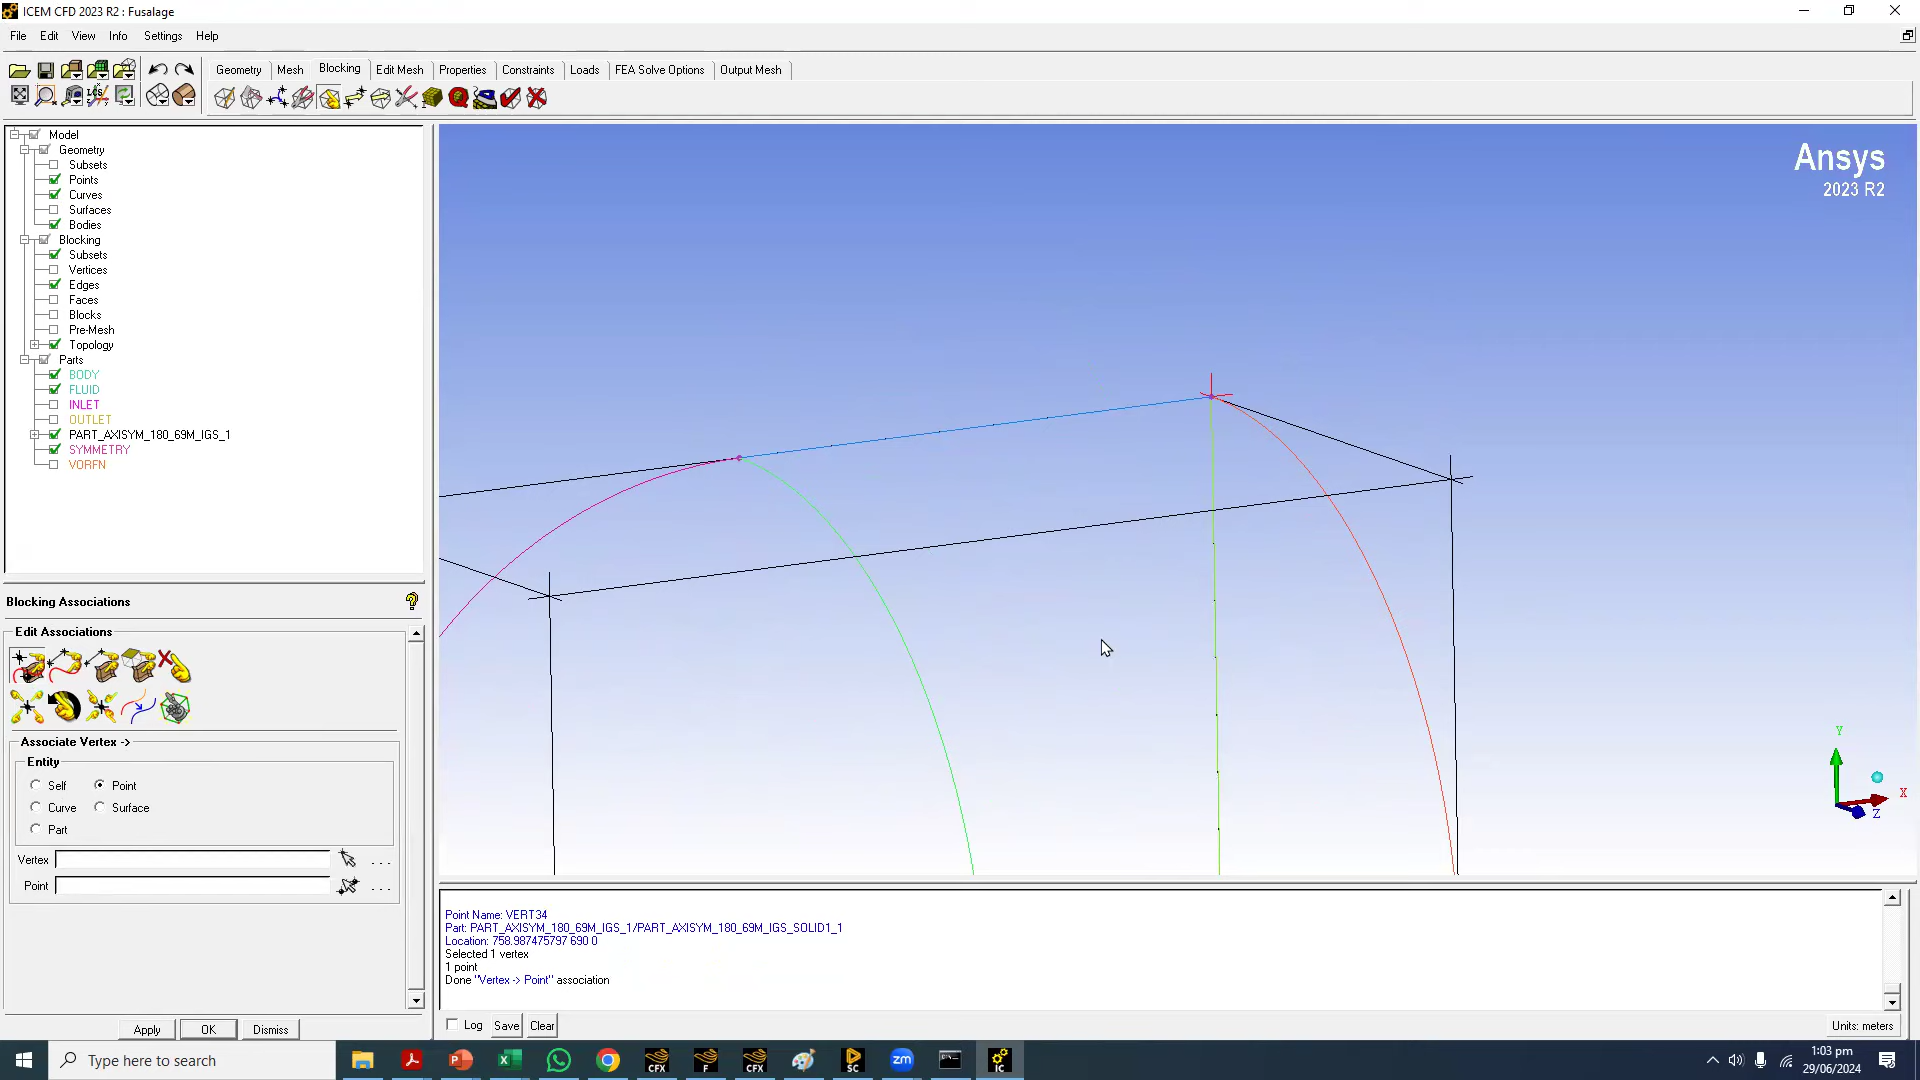 ICEM CFD 2023 R2 : Fusalage
File Edit View Info Settings Help
Geometry Mesh Blocking Edit Mesh Properties Constraints Loads FEA Solve Options Output Mesh
Model
Geometry
Subsets
Points
Curves
Surfaces
Bodies
Blocking
Subsets
Vertices
Edges
Faces
Blocks
Pre-Mesh
Topology
Parts
BODY
FLUID
INLET
OUTLET
PART_AXISYM_180_69M_IGS_1
SYMMETRY
VORFN
Ansys
2023 R2
Blocking Associations
Edit Associations
Associate Vertex ->
Entity
Self Point
Curve Surface
Part
Vertex ...
Point ...
Apply OK Dismiss
Y
X
Z
Point Name: VERT34
Part: PART_AXISYM_180_69M_IGS_1/PART_AXISYM_180_69M_IGS_SOLID1_1
Location: 758.987475797 690 0
Selected 1 vertex
1 point
Done "Vertex -> Point" association
Log Save Clear
Units: meters
Type here to search
CFX
F
CFX
SC
zm
IC
1:03 pm
29/06/2024